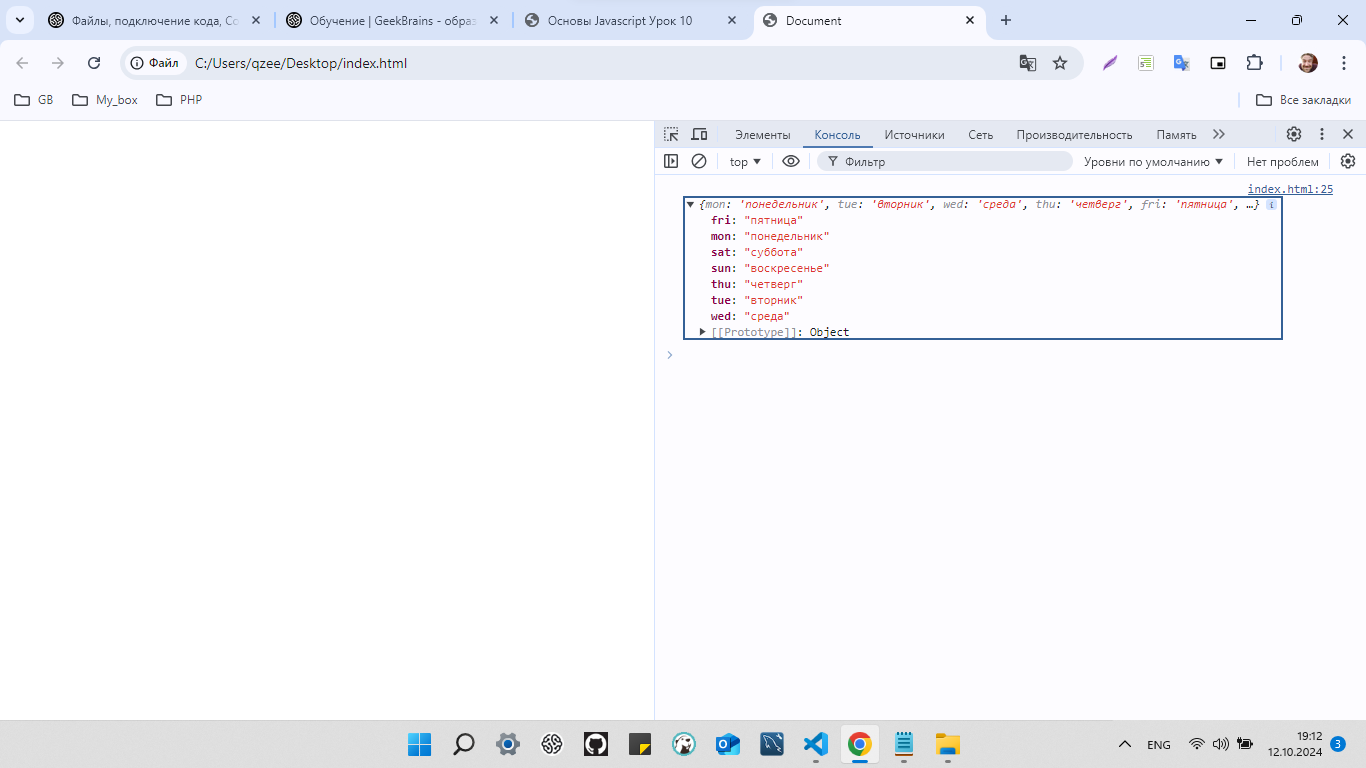 Файлы, подключение кода, Со
Обучение | GeekBrains - образ
Основы Javascript Урок 10
Document
Файл
C:/Users/qzee/Desktop/index.html
GB
My_box
PHP
Все закладки
Элементы
Консоль
Источники
Сеть
Производительность
Память
top
Фильтр
Уровни по умолчанию
Нет проблем
index.html:25
{mon: 'понедельник', tue: 'вторник', wed: 'среда', thu: 'четверг', fri: 'пятница', …}
fri: "пятница"
mon: "понедельник"
sat: "суббота"
sun: "воскресенье"
thu: "четверг"
tue: "вторник"
wed: "среда"
[[Prototype]]: Object
ENG
19:12
12.10.2024
3